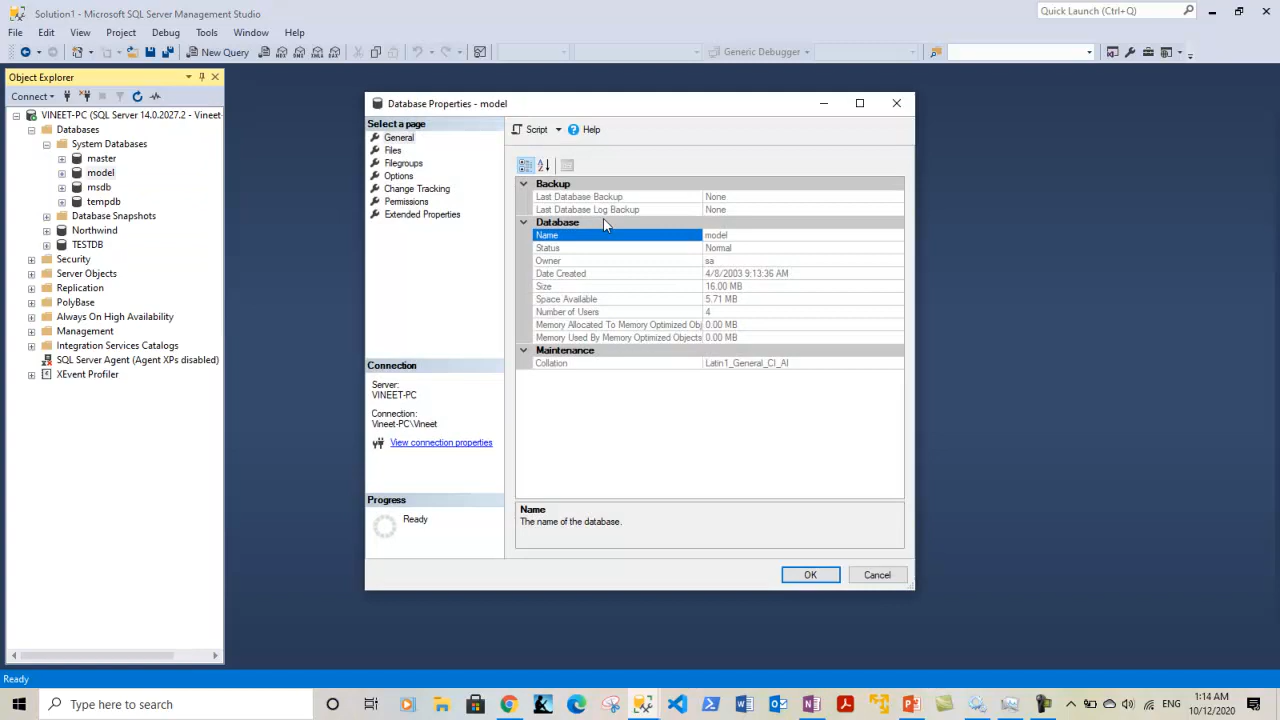 Solution1 - Microsoft SQL Server Management Studio
Quick Launch (Ctrl+Q)
File Edit View Project Debug Tools Window Help
New Query
Generic Debugger
Object Explorer
Connect
VINEET-PC (SQL Server 14.0.2027.2 - Vineet-
Databases
System Databases
master
model
msdb
tempdb
Database Snapshots
Northwind
TESTDB
Security
Server Objects
Replication
PolyBase
Always On High Availability
Management
Integration Services Catalogs
SQL Server Agent (Agent XPs disabled)
XEvent Profiler
Database Properties - model
Select a page
General
Files
Filegroups
Options
Change Tracking
Permissions
Extended Properties
Connection
Server:
VINEET-PC
Connection:
Vineet-PC\Vineet
View connection properties
Progress
Ready
Script Help
Backup
Last Database Backup None
Last Database Log Backup None
Database
Name model
Status Normal
Owner sa
Date Created 4/8/2003 9:13:36 AM
Size 16.00 MB
Space Available 5.71 MB
Number of Users 4
Memory Allocated To Memory Optimized Obj 0.00 MB
Memory Used By Memory Optimized Objects 0.00 MB
Maintenance
Collation Latin1_General_CI_AI
Name
The name of the database.
OK Cancel
Ready
Type here to search
ENG
1:14 AM
10/12/2020